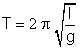 T = 2 π √(l/g)